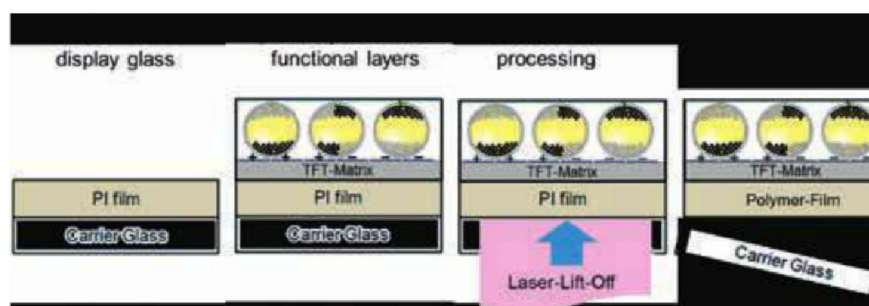 display glass
functional layers
processing
TFT-Matrix
TFT-Matrix
TFT-Matrix
PI film
PI film
PI film
Polymer-Film
Carrier Glass
Carrier Glass
Carrier Glass
Laser-Lift-Off